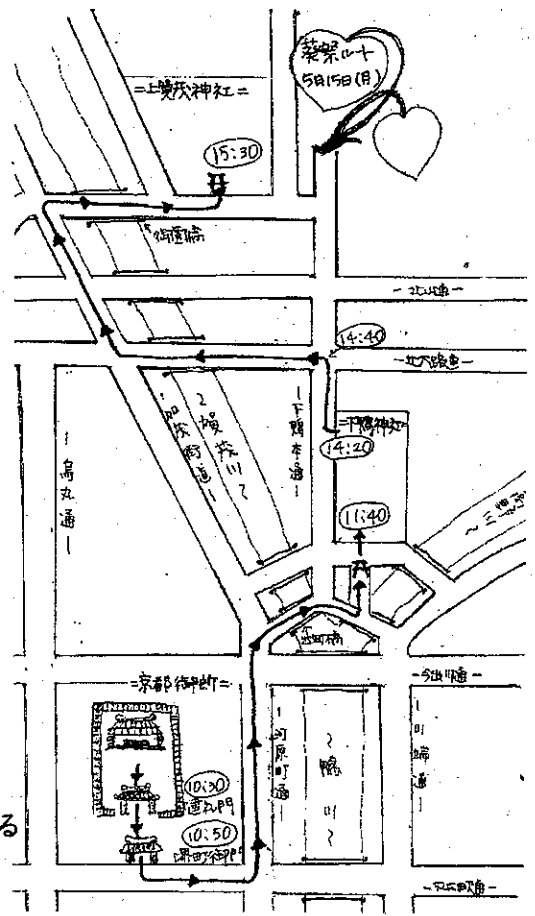 葵祭ルート
5月15日(月)
=上賀茂神社=
15:30
御薗橋
-北山通-
14:40
-北大路通-
=下鴨神社=
14:20
11:40
-加茂街道-
~賀茂川~
-下鴨本通-
-烏丸通-
出町橋
-今出川通-
=京都御所=
10:30
建礼門
10:50
堺町御門
-河原町通-
~鴨川~
-川端通-
-丸太町通-
る